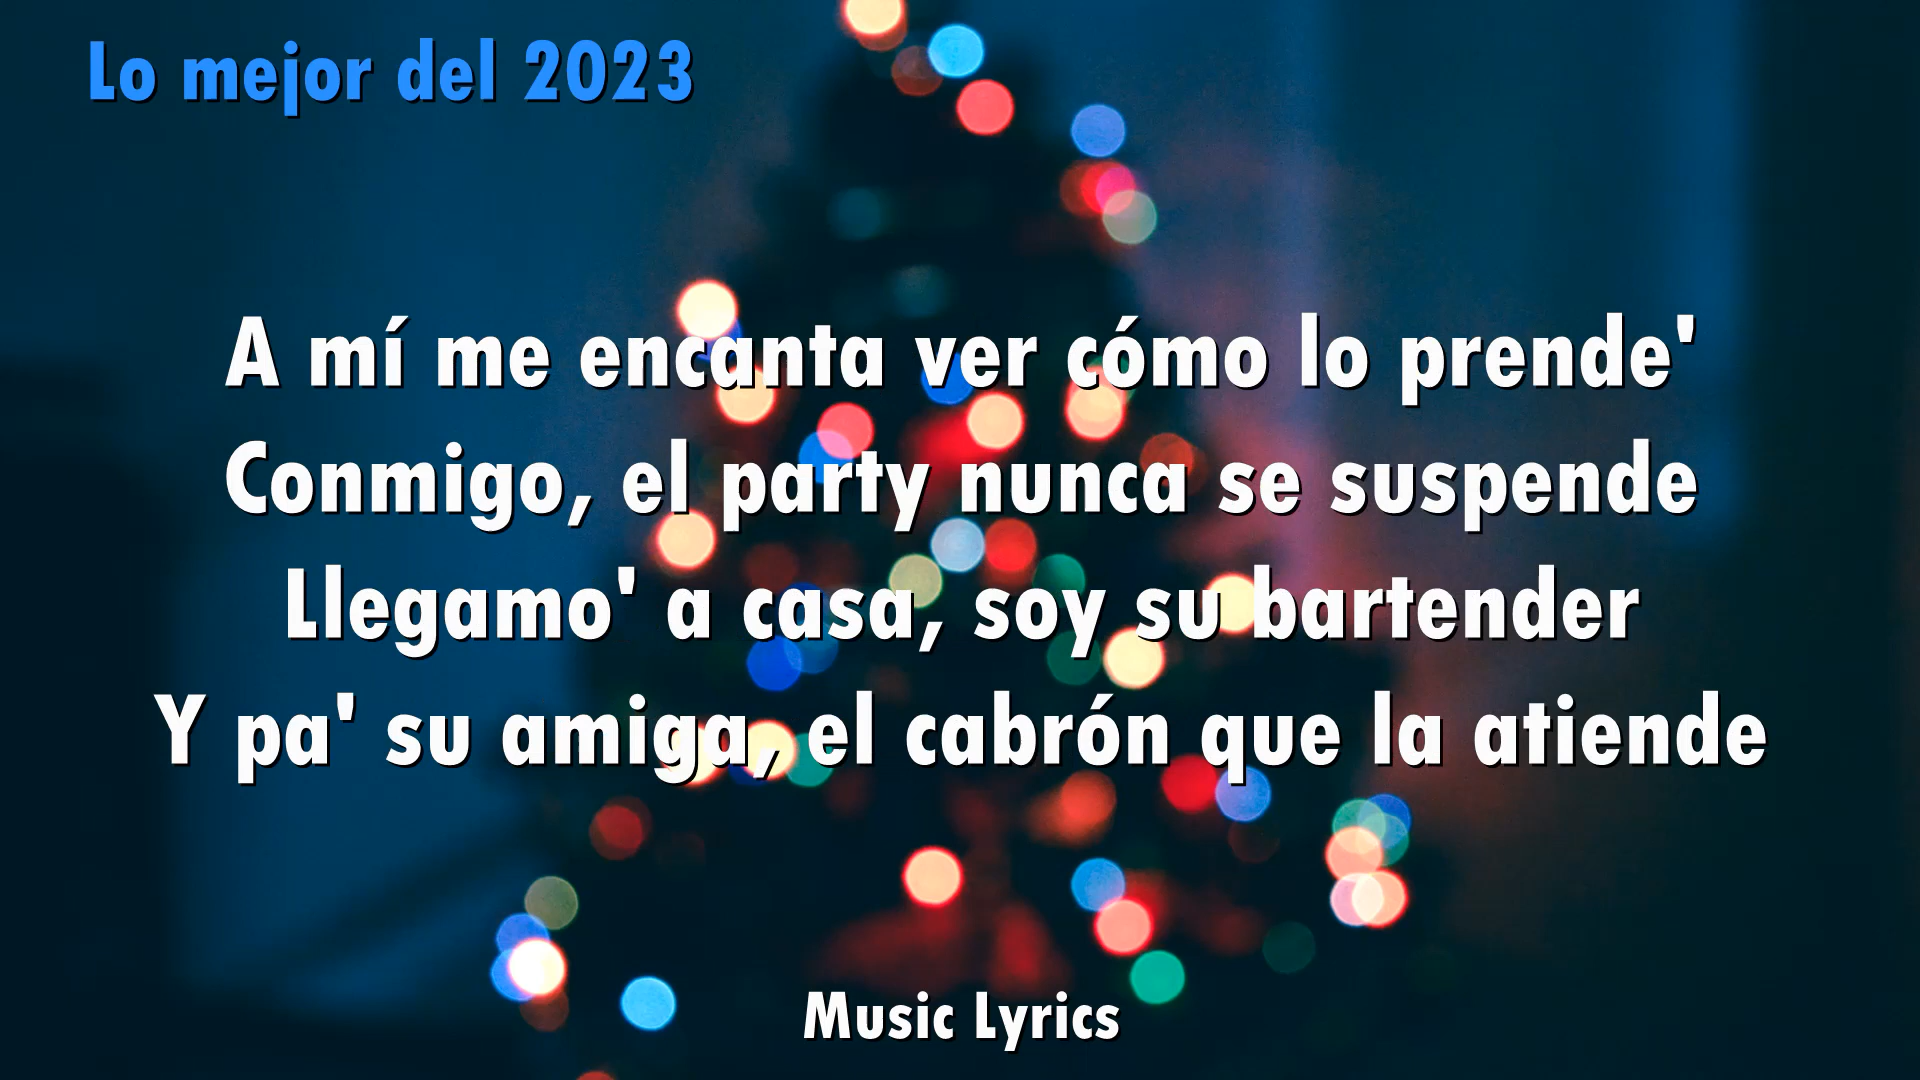 Lo mejor del 2023
A mí me encanta ver cómo lo prende'
Conmigo, el party nunca se suspende
Llegamo' a casa, soy su bartender
Y pa' su amiga, el cabrón que la atiende
Music Lyrics